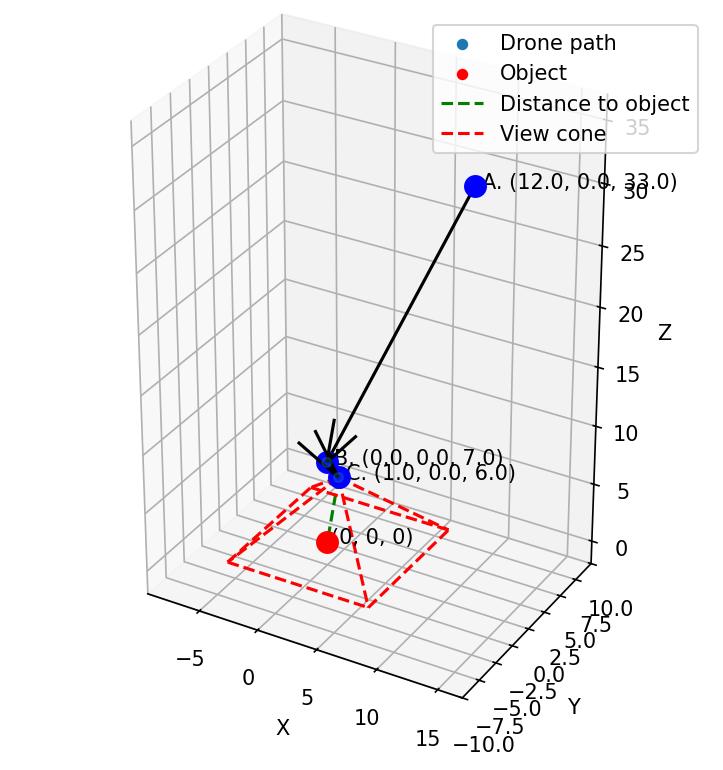 Drone path
Object
Distance to object
View cone
35
A. (12.0, 0.0, 33.0)
30
25
20
Z
15
10
B. (0.0, 0.0, 7.0)
C. (1.0, 0.0, 6.0)
5
(0, 0, 0)
0
10.0
7.5
5.0
2.5
0.0
−2.5
−5.0
−7.5
−10.0
Y
−5
0
5
10
15
X